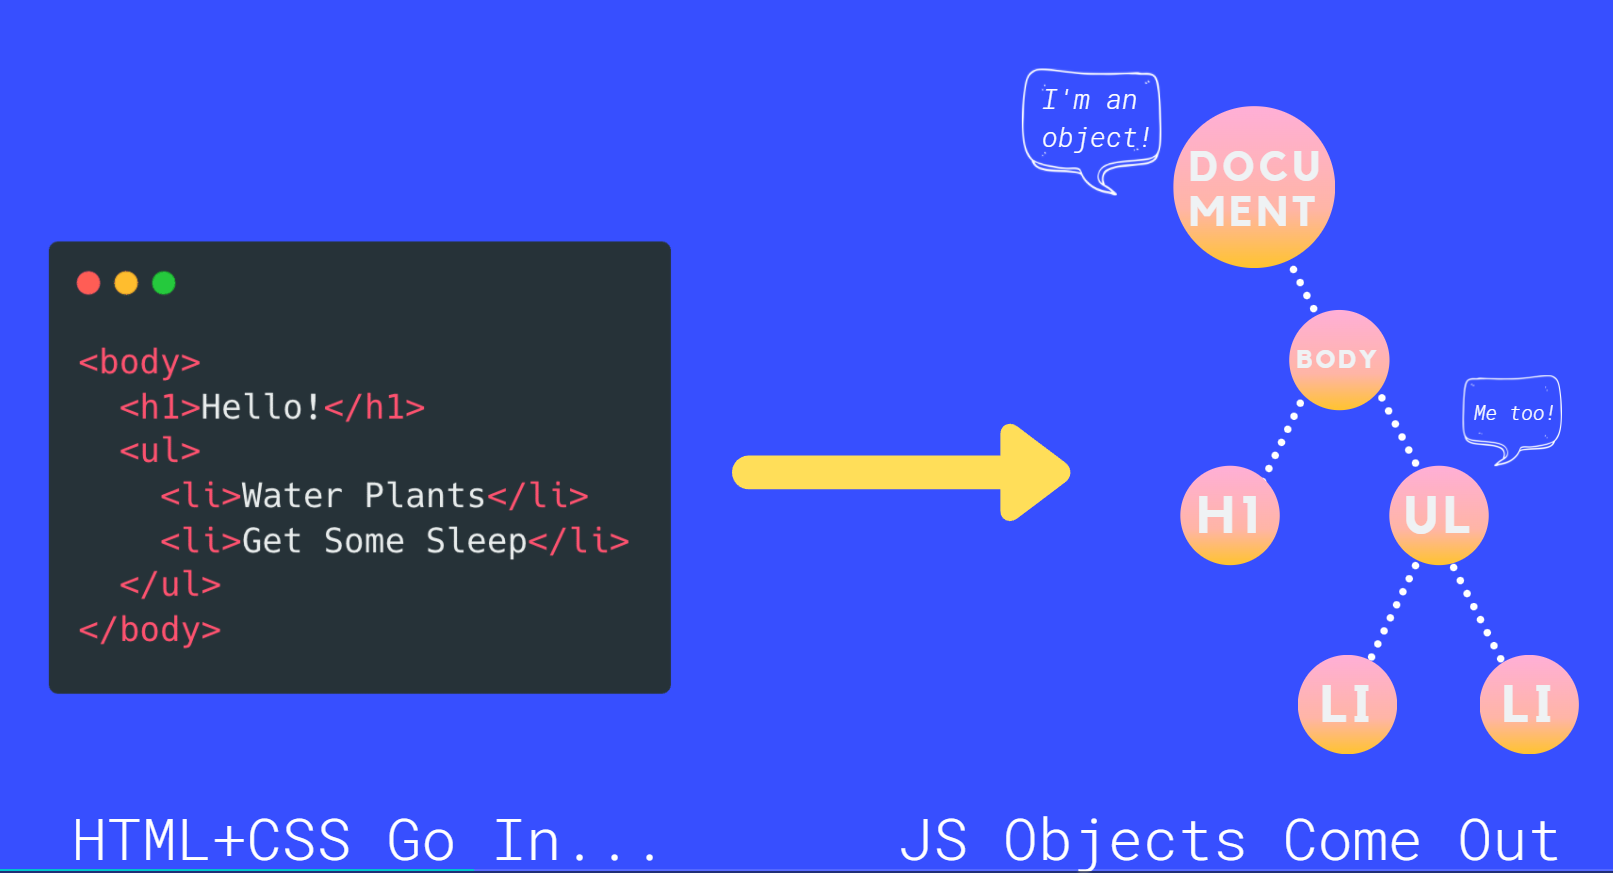 <body>
<h1>Hello!</h1>
<ul>
<li>Water Plants</li>
<li>Get Some Sleep</li>
</ul>
</body>
HTML+CSS Go In...
I'm an
object!
DOCU
MENT
BODY
Me too!
H1
UL
LI
LI
JS Objects Come Out